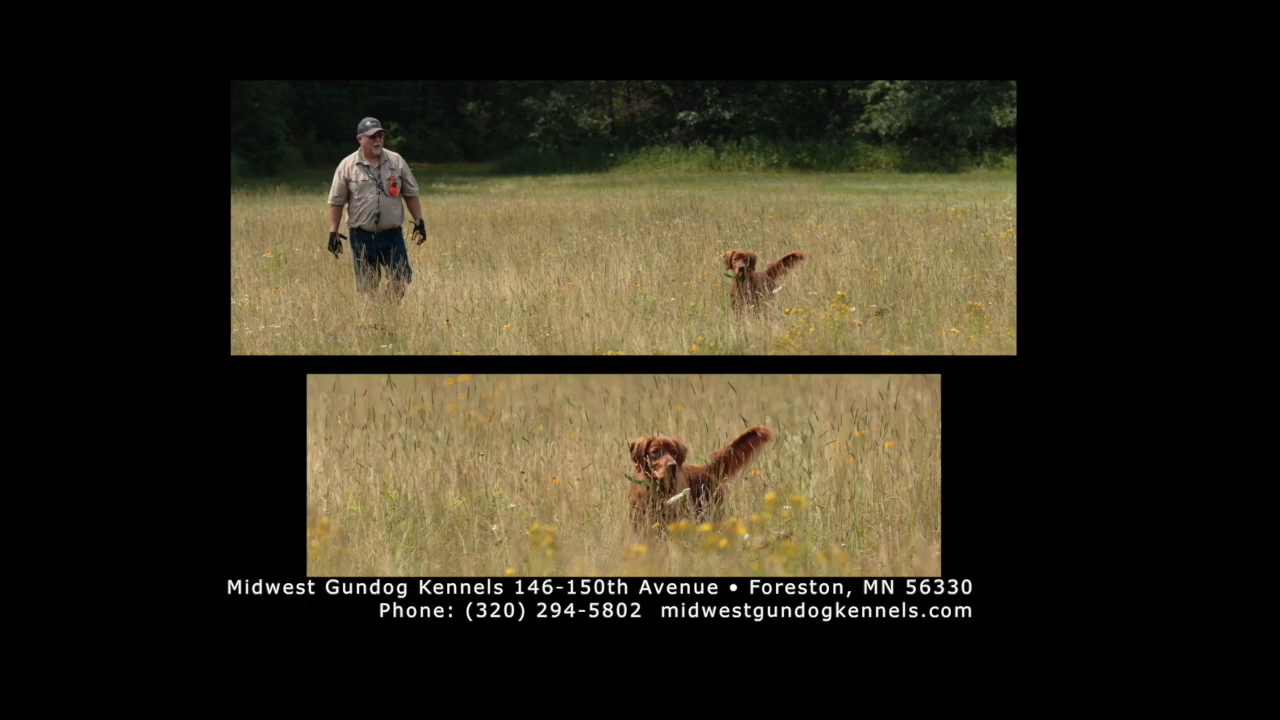 Midwest Gundog Kennels 146-150th Avenue • Foreston, MN 56330
Phone: (320) 294-5802 midwestgundogkennels.com